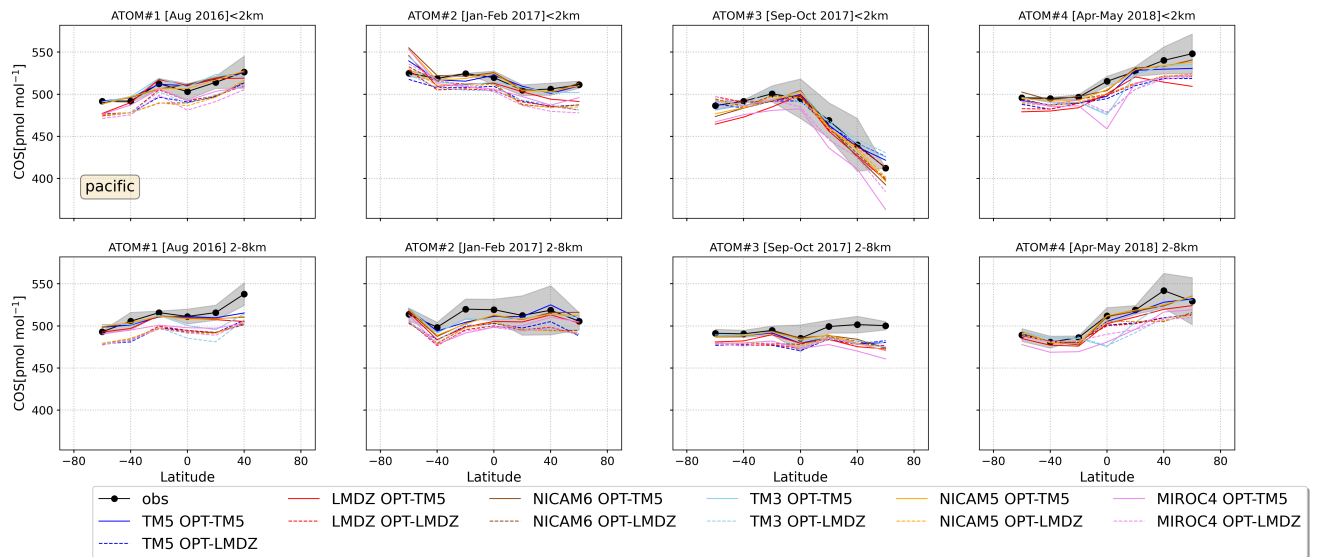 ATOM#1 [Aug 2016]<2km
ATOM#2 [Jan-Feb 2017]<2km
ATOM#3 [Sep-Oct 2017]<2km
ATOM#4 [Apr-May 2018]<2km
COS[pmol mol−1]
550
500
450
400
pacific
ATOM#1 [Aug 2016] 2-8km
ATOM#2 [Jan-Feb 2017] 2-8km
ATOM#3 [Sep-Oct 2017] 2-8km
ATOM#4 [Apr-May 2018] 2-8km
COS[pmol mol−1]
550
500
450
400
−80 −40 0 40 80
−80 −40 0 40 80
−80 −40 0 40 80
−80 −40 0 40 80
Latitude
Latitude
Latitude
Latitude
obs
TM5 OPT-TM5
TM5 OPT-LMDZ
LMDZ OPT-TM5
LMDZ OPT-LMDZ
NICAM6 OPT-TM5
NICAM6 OPT-LMDZ
TM3 OPT-TM5
TM3 OPT-LMDZ
NICAM5 OPT-TM5
NICAM5 OPT-LMDZ
MIROC4 OPT-TM5
MIROC4 OPT-LMDZ